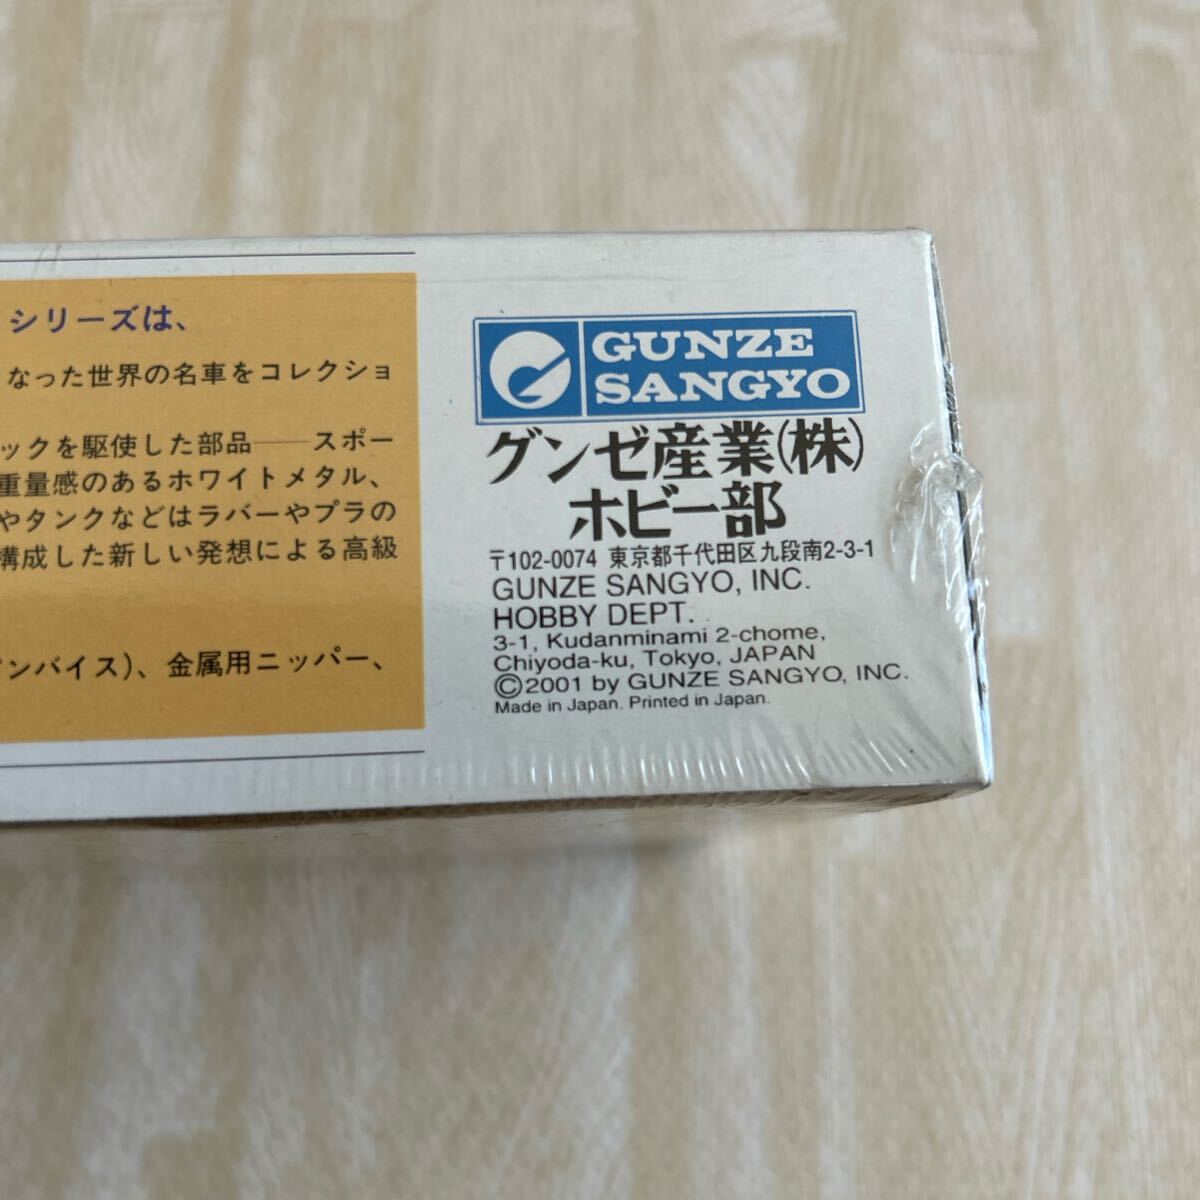 シリーズは、
なった世界の名車をコレクショ
ックを駆使した部品──スポー
重量感のあるホワイトメタル、
やタンクなどはラバーやプラの
構成した新しい発想による高級
ンバイス)、金属用ニッパー、
GUNZE
SANGYO
グンゼ産業(株)
ホビー部
〒102-0074 東京都千代田区九段南2-3-1
GUNZE SANGYO, INC.
HOBBY DEPT.
3-1, Kudanminami 2-chome,
Chiyoda-ku, Tokyo, JAPAN
©2001 by GUNZE SANGYO, INC.
Made in Japan. Printed in Japan.